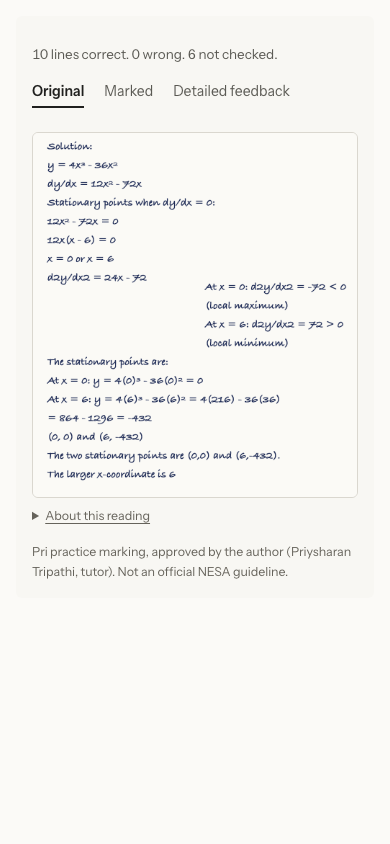 10 lines correct. 0 wrong. 6 not checked.
Original Marked Detailed feedback
Solution:
y = 4x³ - 36x²
dy/dx = 12x² - 72x
Stationary points when dy/dx = 0:
12x² - 72x = 0
12x(x - 6) = 0
x = 0 or x = 6
d2y/dx2 = 24x - 72
At x = 0: d2y/dx2 = -72 < 0
(local maximum)
At x = 6: d2y/dx2 = 72 > 0
(local minimum)
The stationary points are:
At x = 0: y = 4(0)³ - 36(0)² = 0
At x = 6: y = 4(6)³ - 36(6)² = 4(216) - 36(36)
= 864 - 1296 = -432
(0, 0) and (6, -432)
The two stationary points are (0,0) and (6,-432).
The larger x-coordinate is 6
▶ About this reading
Pri practice marking, approved by the author (Priysharan
Tripathi, tutor). Not an official NESA guideline.